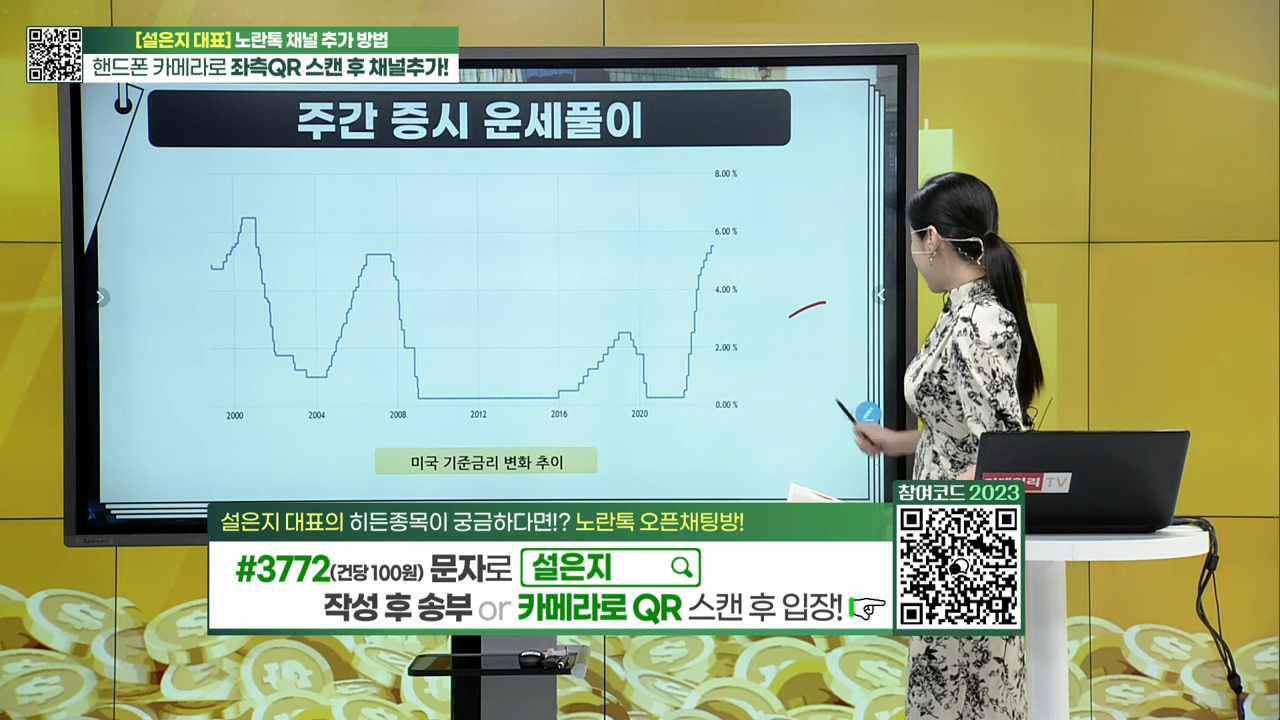 [설은지 대표] 노란톡 채널 추가 방법
핸드폰 카메라로 좌측QR 스캔 후 채널추가!
주간 증시 운세풀이
8.00 %
6.00 %
4.00 %
2.00 %
0.00 %
2000 2004 2008 2012 2016 2020
미국 기준금리 변화 추이
이데일리 TV
참여코드 2023
설은지 대표의 히든종목이 궁금하다면!? 노란톡 오픈채팅방!
#3772(건당 100원) 문자로 설은지
작성 후 송부 or 카메라로 QR 스캔 후 입장!